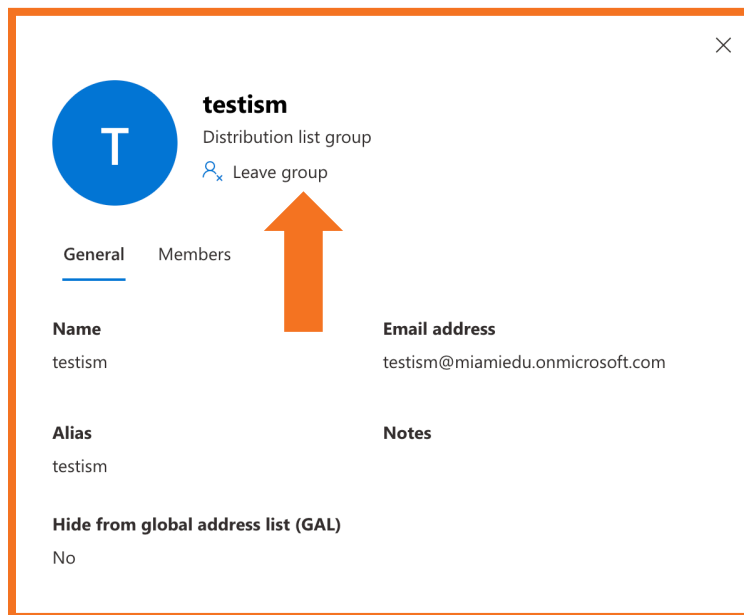 T
testism
Distribution list group
Leave group
General
Members
Name
testism
Email address
testism@miamiedu.onmicrosoft.com
Alias
testism
Notes
Hide from global address list (GAL)
No